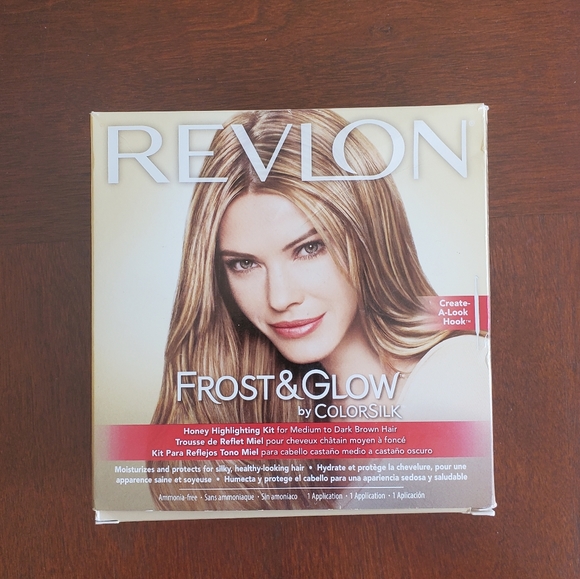 REVLON
Create-
A-Look
Hook™
FROST&GLOW
by COLORSILK
Honey Highlighting Kit for Medium to Dark Brown Hair
Trousse de Reflet Miel pour cheveux châtain moyen à foncé
Kit Para Reflejos Tono Miel para cabello castaño medio a castaño oscuro
Moisturizes and protects for silky, healthy-looking hair • Hydrate et protège la chevelure, pour une
apparence saine et soyeuse • Humecta y protege el cabello para una apariencia sedosa y saludable
Ammonia-free • Sans ammoniaque • Sin amoniaco 1 Application • 1 Application • 1 Aplicación